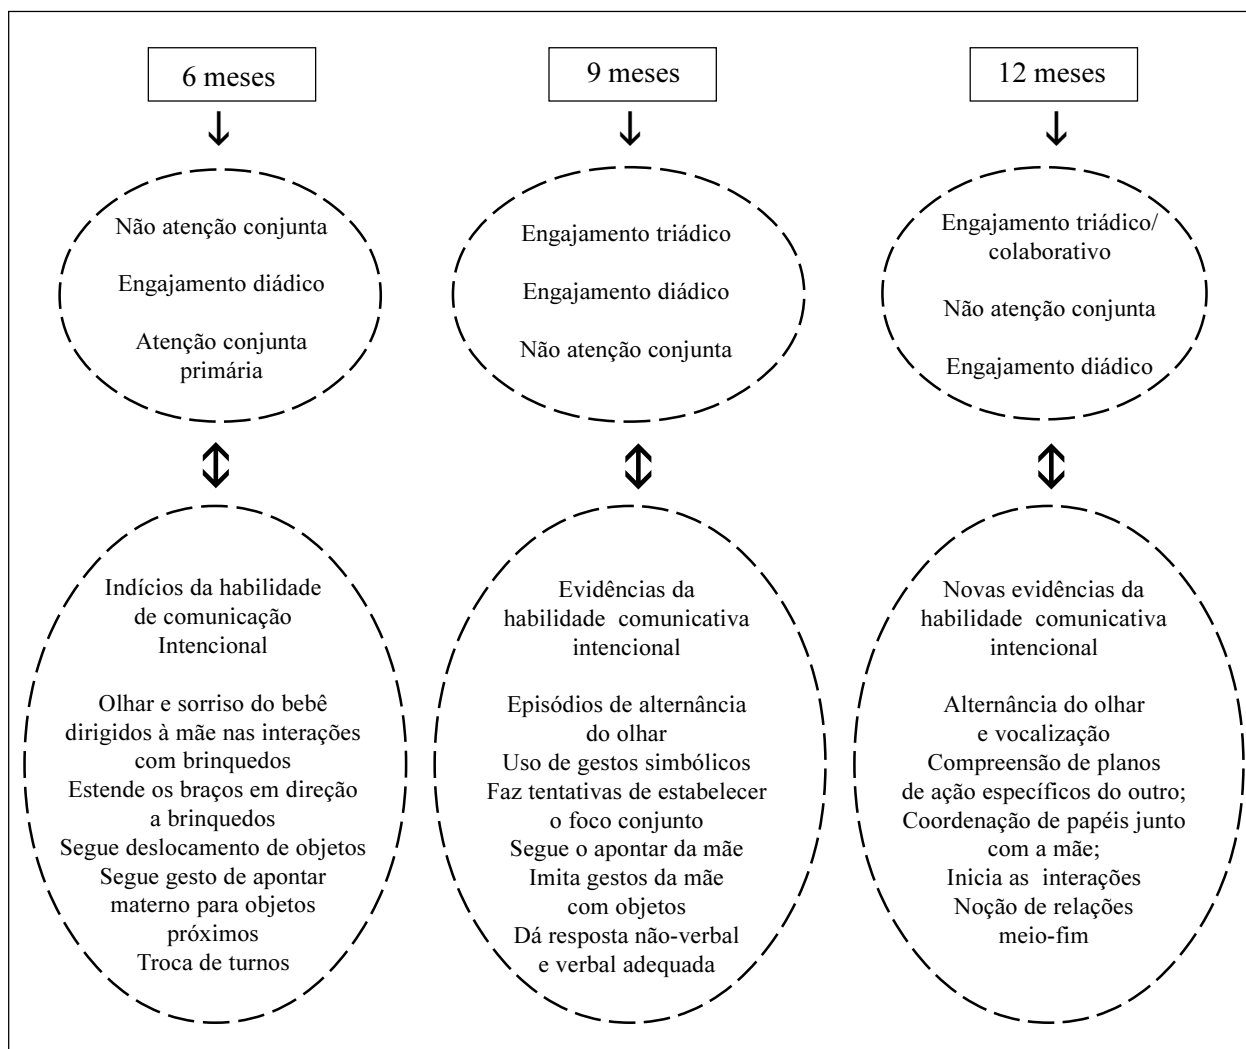 6 meses
Não atenção conjunta
Engajamento diádico
Atenção conjunta
primária
Indícios da habilidade
de comunicação
Intencional
Olhar e sorriso do bebê
dirigidos à mãe nas interações
com brinquedos
Estende os braços em direção
a brinquedos
Segue deslocamento de objetos
Segue gesto de apontar
materno para objetos
próximos
Troca de turnos
9 meses
Engajamento triádico
Engajamento diádico
Não atenção conjunta
Evidências da
habilidade comunicativa
intencional
Episódios de alternância
do olhar
Uso de gestos simbólicos
Faz tentativas de estabelecer
o foco conjunto
Segue o apontar da mãe
Imita gestos da mãe
com objetos
Dá resposta não-verbal
e verbal adequada
12 meses
Engajamento triádico/
colaborativo
Não atenção conjunta
Engajamento diádico
Novas evidências da
habilidade comunicativa
intencional
Alternância do olhar
e vocalização
Compreensão de planos
de ação específicos do outro;
Coordenação de papéis junto
com a mãe;
Inicia as interações
Noção de relações
meio-fim